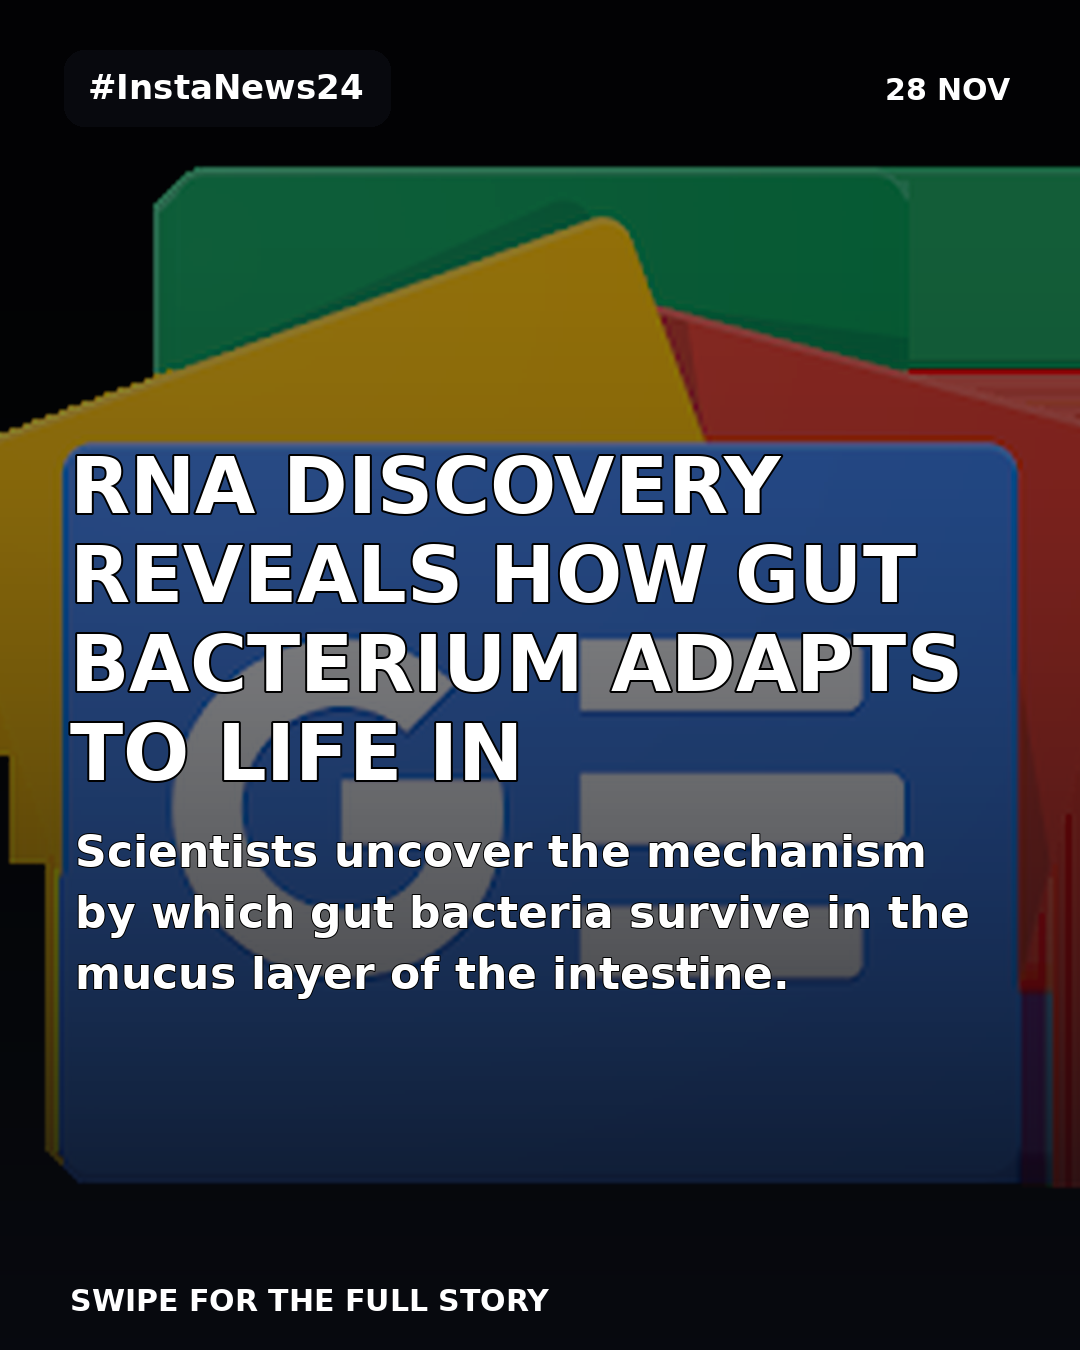 #InstaNews24
28 NOV
RNA DISCOVERY
REVEALS HOW GUT
BACTERIUM ADAPTS
TO LIFE IN
Scientists uncover the mechanism
by which gut bacteria survive in the
mucus layer of the intestine.
SWIPE FOR THE FULL STORY